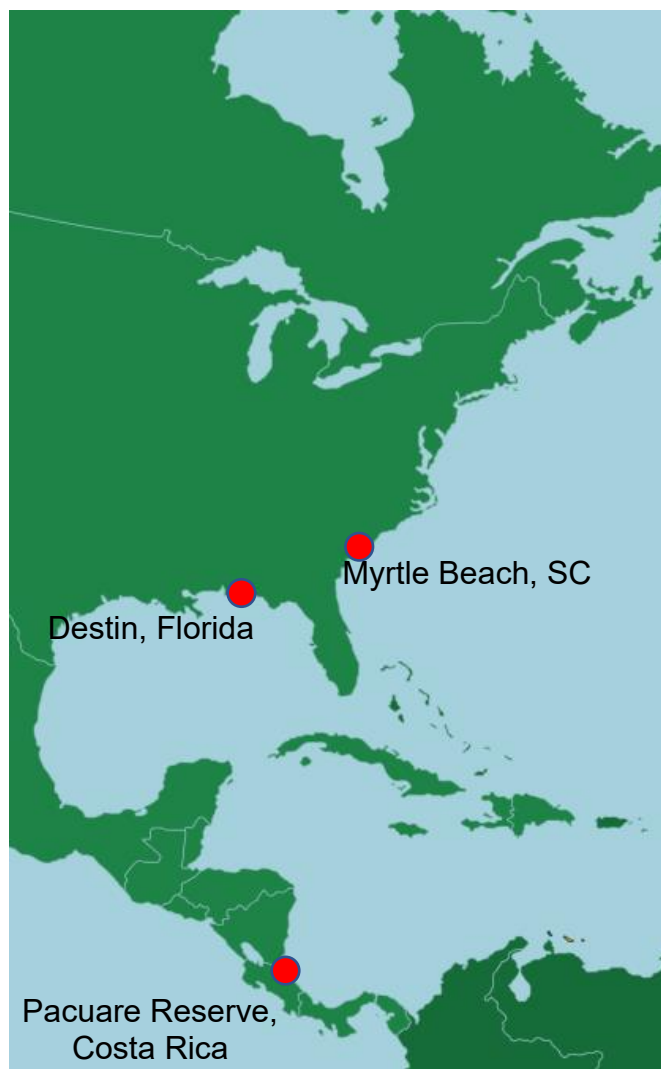 Myrtle Beach, SC
Destin, Florida
Pacuare Reserve,
Costa Rica